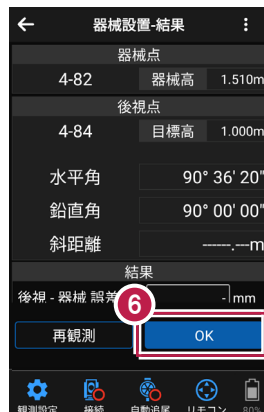 器械設置-結果
器械点
4-82 器械高 1.510m
後視点
4-84 目標高 1.000m
水平角 90° 36' 20"
鉛直角 90° 00' 00"
斜距離 ------.---m
結果
後視 - 器械 誤差 - mm
6
再観測 OK
観測設定 接続 自動追尾 リモコン 80%